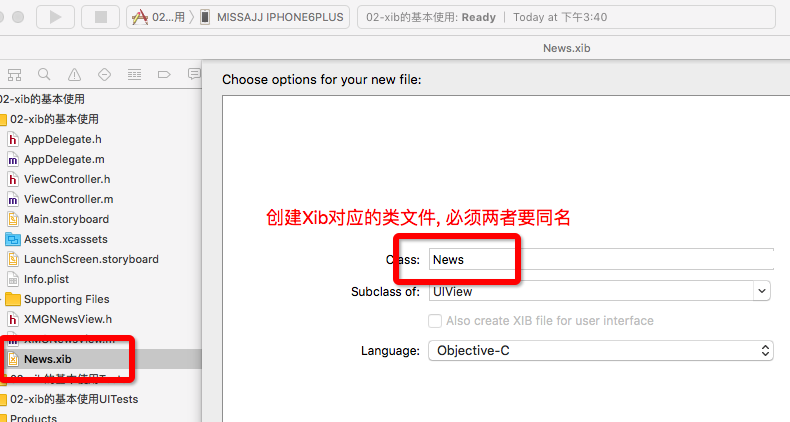 02...用 〉 MISSAJJ IPHONE6PLUS
02-xib的基本使用: Ready | Today at 下午3:40
News.xib
Choose options for your new file:
02-xib的基本使用
02-xib的基本使用
AppDelegate.h
AppDelegate.m
ViewController.h
ViewController.m
Main.storyboard
Assets.xcassets
LaunchScreen.storyboard
Info.plist
Supporting Files
XMGNewsView.h
XMGNewsView.m
News.xib
02-xib的基本使用Tests
02-xib的基本使用UITests
Products
创建Xib对应的类文件, 必须两者要同名
Class: News
Subclass of: UIView
Also create XIB file for user interface
Language: Objective-C